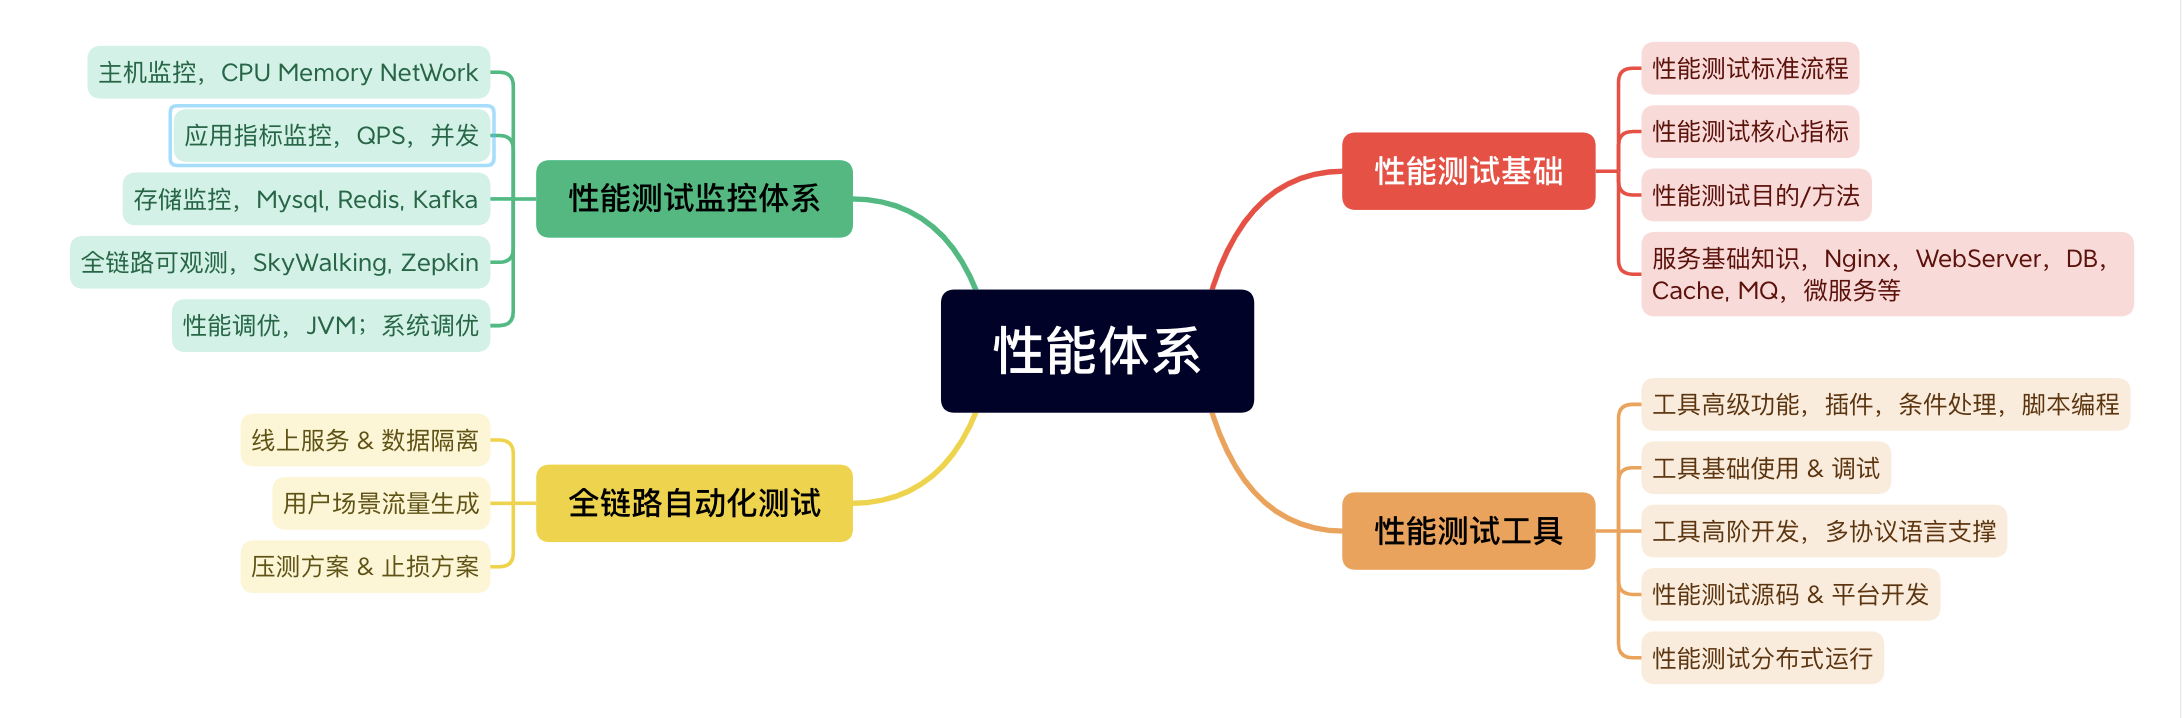 性能体系
性能测试基础
性能测试标准流程
性能测试核心指标
性能测试目的/方法
服务基础知识，Nginx，WebServer，DB，
Cache, MQ，微服务等
性能测试工具
工具高级功能，插件，条件处理，脚本编程
工具基础使用 & 调试
工具高阶开发，多协议语言支撑
性能测试源码 & 平台开发
性能测试分布式运行
性能测试监控体系
主机监控，CPU Memory NetWork
应用指标监控，QPS，并发
存储监控，Mysql, Redis, Kafka
全链路可观测，SkyWalking, Zepkin
性能调优，JVM；系统调优
全链路自动化测试
线上服务 & 数据隔离
用户场景流量生成
压测方案 & 止损方案